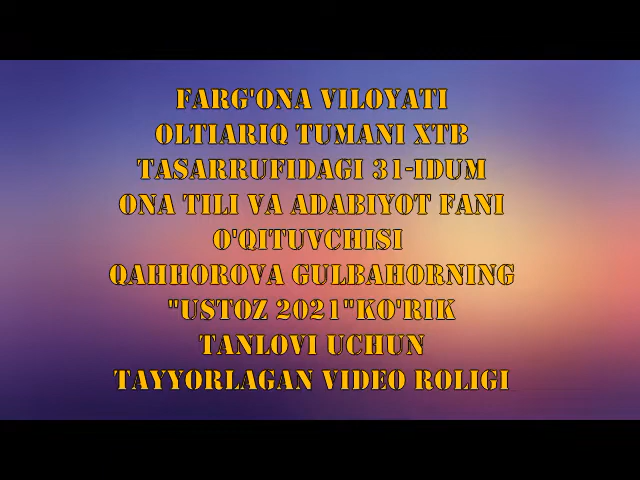 FARG'ONA VILOYATI
OLTIARIQ TUMANI XTB
TASARRUFIDAGI 31-IDUM
ONA TILI VA ADABIYOT FANI
O'QITUVCHISI
QAHHOROVA GULBAHORNING
"USTOZ 2021"KO'RIK
TANLOVI UCHUN
TAYYORLAGAN VIDEO ROLIGI